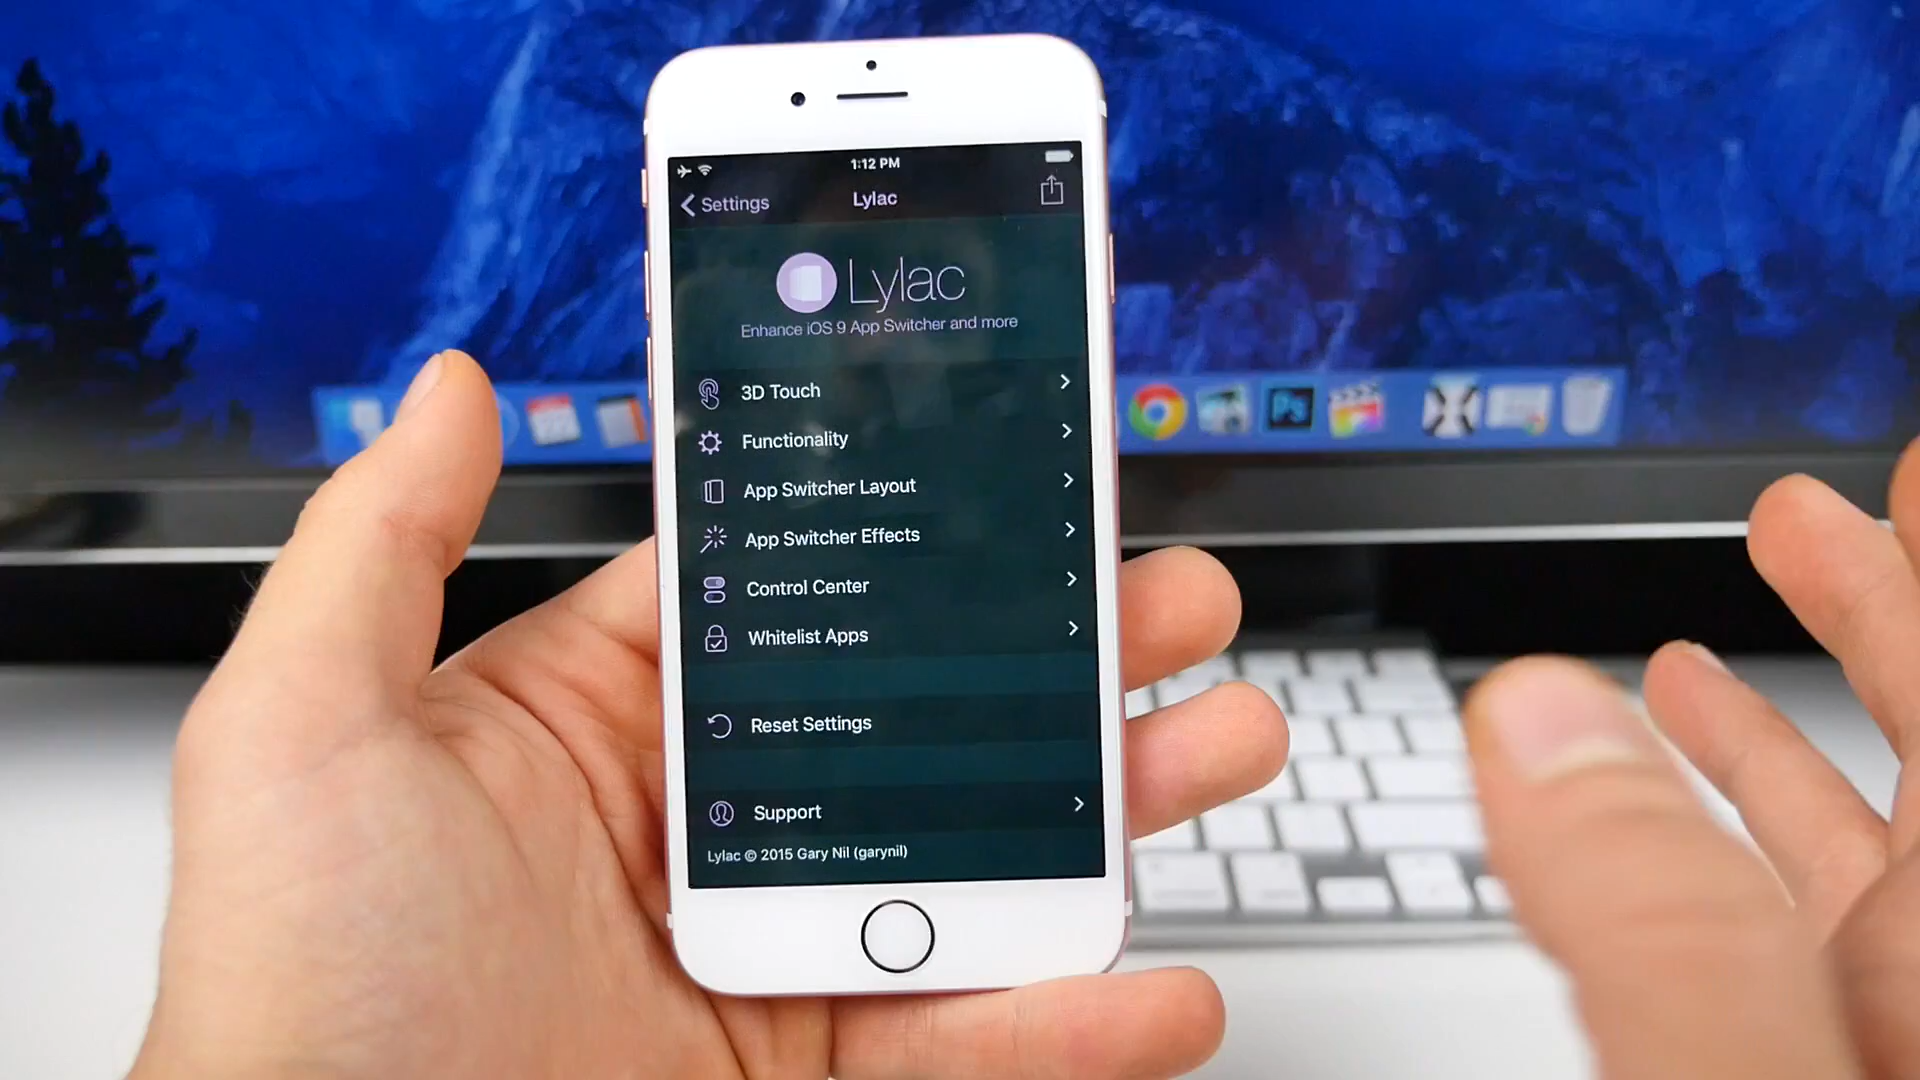 1:12 PM
Settings
Lylac
Lylac
Enhance iOS 9 App Switcher and more
3D Touch
Functionality
App Switcher Layout
App Switcher Effects
Control Center
Whitelist Apps
Reset Settings
Support
Lylac © 2015 Gary Nil (garynil)
Ps